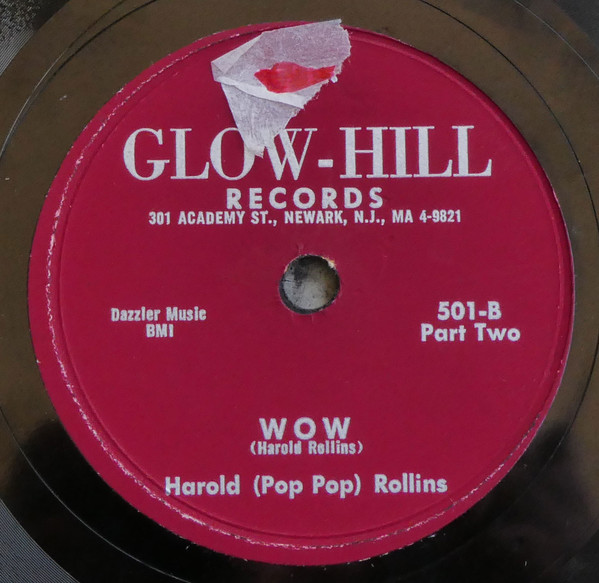 GLOW-HILL
RECORDS
301 ACADEMY ST., NEWARK, N.J., MA 4-9821
Dazzler Music
BMI
501-B
Part Two
WOW
(Harold Rollins)
Harold (Pop Pop) Rollins